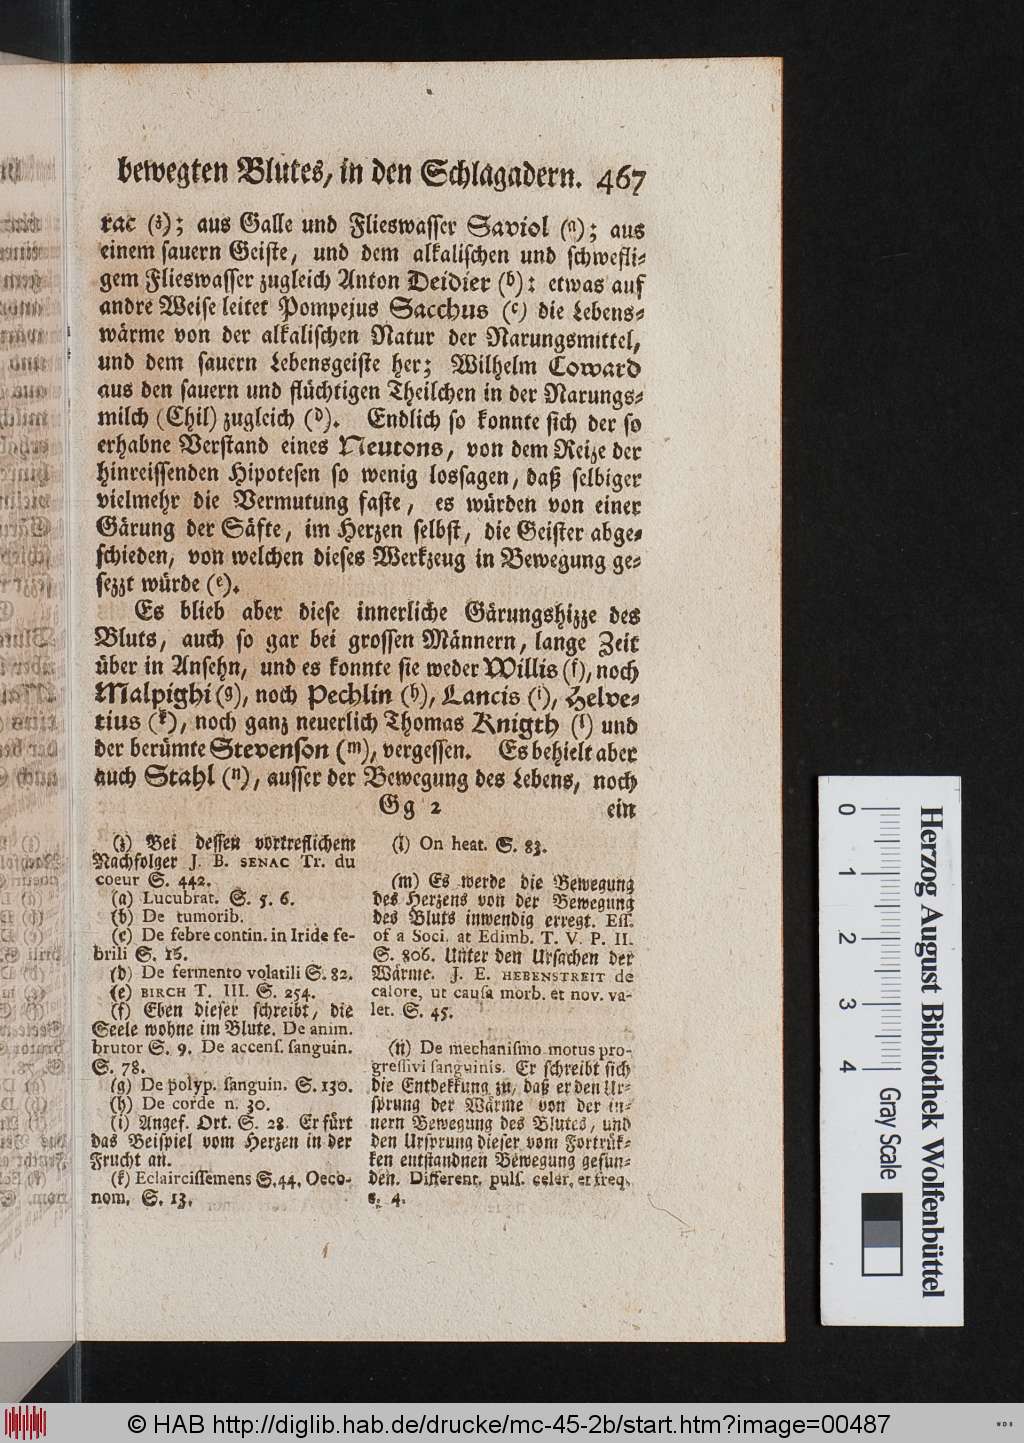 bewegten Blutes, in den Schlagadern. 467
rac (z); aus Galle und Flieswasser Saviol (a); aus
einem sauern Geiste, und dem alkalischen und schwefli-
gem Flieswasser zugleich Anton Deidier (b): etwas auf
andre Weise leitet Pompejus Sacchus (c) die Lebens-
wärme von der alkalischen Natur der Narungsmittel,
und dem sauern Lebensgeiste her; Wilhelm Coward
aus den sauern und flüchtigen Theilchen in der Narungs-
milch (Chil) zugleich (d). Endlich so konnte sich der so
erhabne Verstand eines Neutons, von dem Reize der
hinreissenden Hipotesen so wenig lossagen, daß selbiger
vielmehr die Vermutung faste, es würden von einer
Gärung der Säfte, im Herzen selbst, die Geister abge-
schieden, von welchen dieses Werkzeug in Bewegung ge-
sezzt würde (e).
Es blieb aber diese innerliche Gärungshizze des
Bluts, auch so gar bei grossen Männern, lange Zeit
über in Ansehn, und es konnte sie weder Willis (f), noch
Malpighi (g), noch Pechlin (h), Lancis (i), Helve-
tius (k), noch ganz neuerlich Thomas Knigth (l) und
der berümte Stevenson (m), vergessen. Es behielt aber
auch Stahl (n), ausser der Bewegung des Lebens, noch
Gg 2 ein
(z) Bei dessen vortreflichem
Nachfolger J. B. SENAC Tr. du
coeur S. 442.
(a) Lucubrat. S. 5. 6.
(b) De tumorib.
(c) De febre contin. in Iride fe-
brili S. 15.
(d) De fermento volatili S. 82.
(e) BIRCH T. III. S. 254.
(f) Eben dieser schreibt, die
Seele wohne im Blute. De anim.
brutor S. 9. De accens. sanguin.
S. 78.
(g) De polyp. sanguin. S. 130.
(h) De corde n. 30.
(i) Angef. Ort. S. 28. Er fürt
das Beispiel vom Herzen in der
Frucht an.
(k) Eclaircissemens S. 44. Oeco-
nom. S. 13.
(l) On heat. S. 83.
(m) Es werde die Bewegung
des Herzens von der Bewegung
des Bluts inwendig erregt. Ess.
of a Soci. at Edimb. T. V. P. II.
S. 806. Unter den Ursachen der
Wärme. J. E. HEBENSTREIT de
calore, ut causa morb. et nov. va-
let. S. 45.
(n) De mechanismo motus pro-
gressivi sanguinis. Er schreibt sich
die Entdekkung zu, daß er den Ur-
sprung der Wärme von der in-
nern Bewegung des Blutes, und
den Ursprung dieser vom Fortrük-
ken entstandnen Bewegung gefun-
den. Different. puls. celer. et freq.
c. 4.
0 1 2 3 4
Herzog August Bibliothek Wolfenbüttel
Gray Scale
© HAB http://diglib.hab.de/drucke/mc-45-2b/start.htm?image=00487